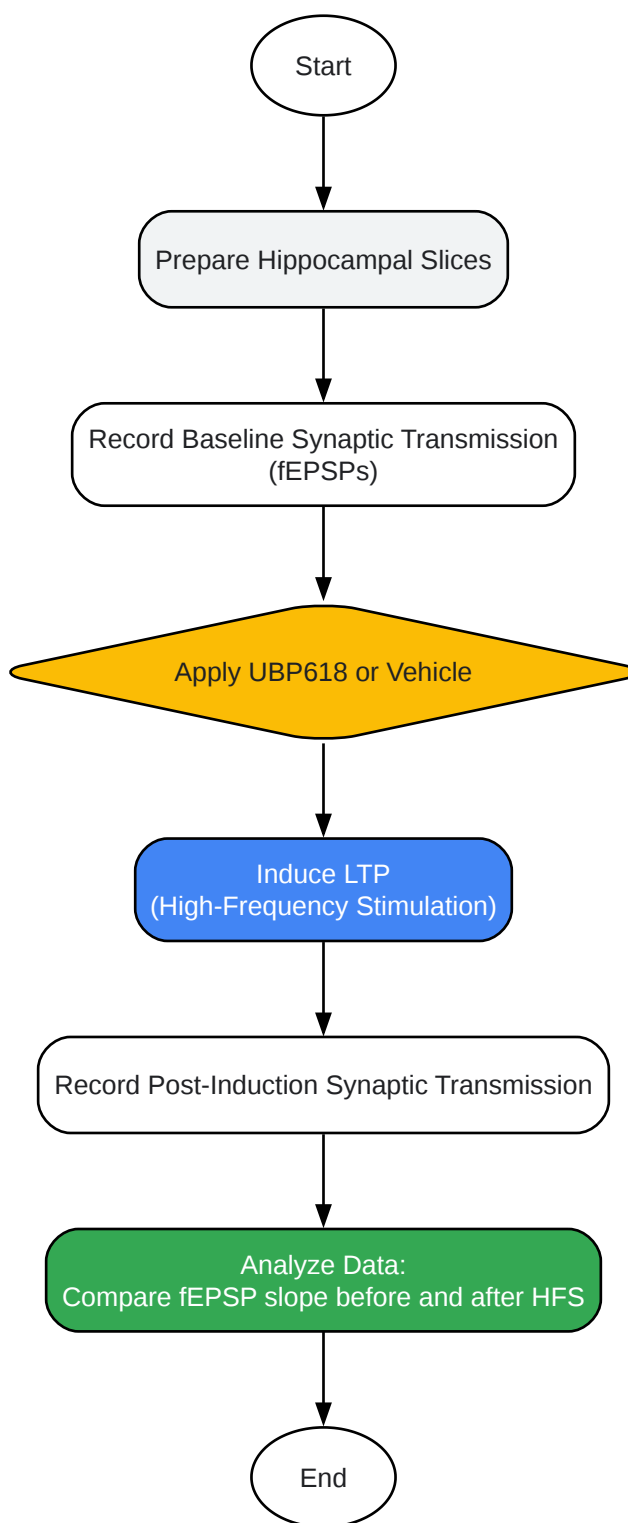 Start
Prepare Hippocampal Slices
Record Baseline Synaptic Transmission
(fEPSPs)
Apply UBP618 or Vehicle
Induce LTP
(High-Frequency Stimulation)
Record Post-Induction Synaptic Transmission
Analyze Data:
Compare fEPSP slope before and after HFS
End